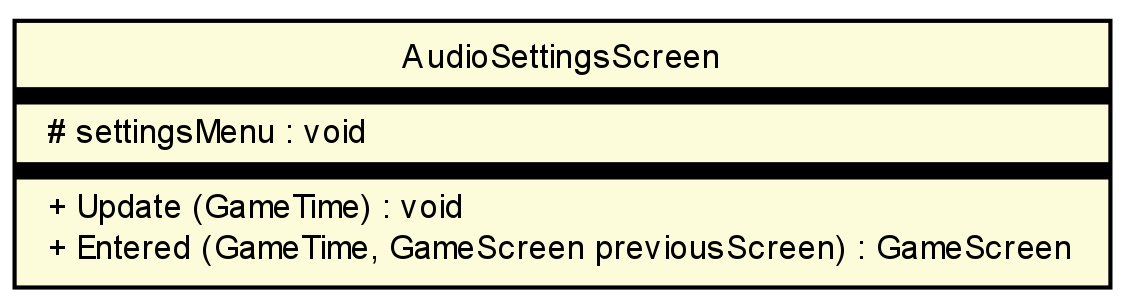 AudioSettingsScreen
# settingsMenu : void
+ Update (GameTime) : void
+ Entered (GameTime, GameScreen previousScreen) : GameScreen